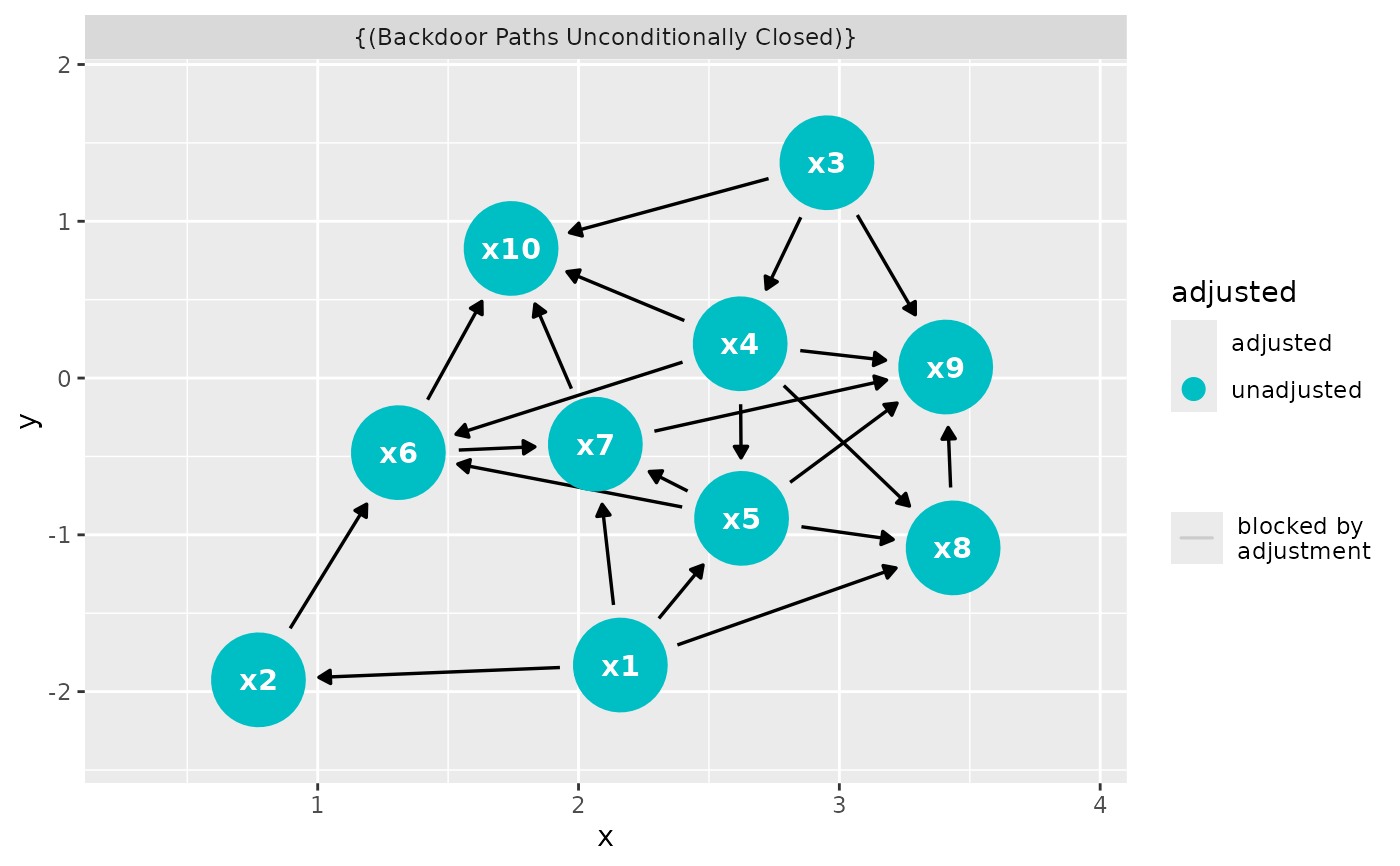 {(Backdoor Paths Unconditionally Closed)}
2
1
0
-1
-2
y
x3
x10
x4
x9
x7
x6
x5
x8
x1
x2
1
2
3
4
x
adjusted
adjusted
unadjusted
blocked by
adjustment